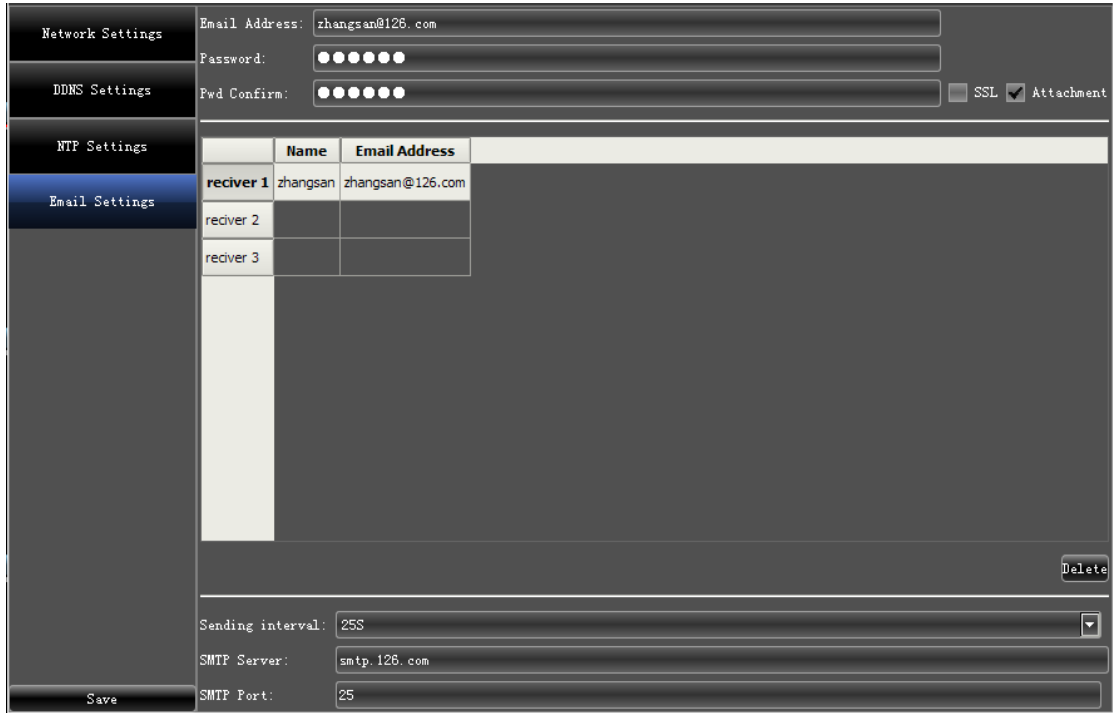 Network Settings
DDNS Settings
NTP Settings
Email Settings
Save
Email Address: zhangsan@126.com
Password: ●●●●●●
Pwd Confirm: ●●●●●● SSL Attachment
Name Email Address
reciver 1 zhangsan zhangsan@126.com
reciver 2
reciver 3
Delete
Sending interval: 25S
SMTP Server: smtp.126.com
SMTP Port: 25